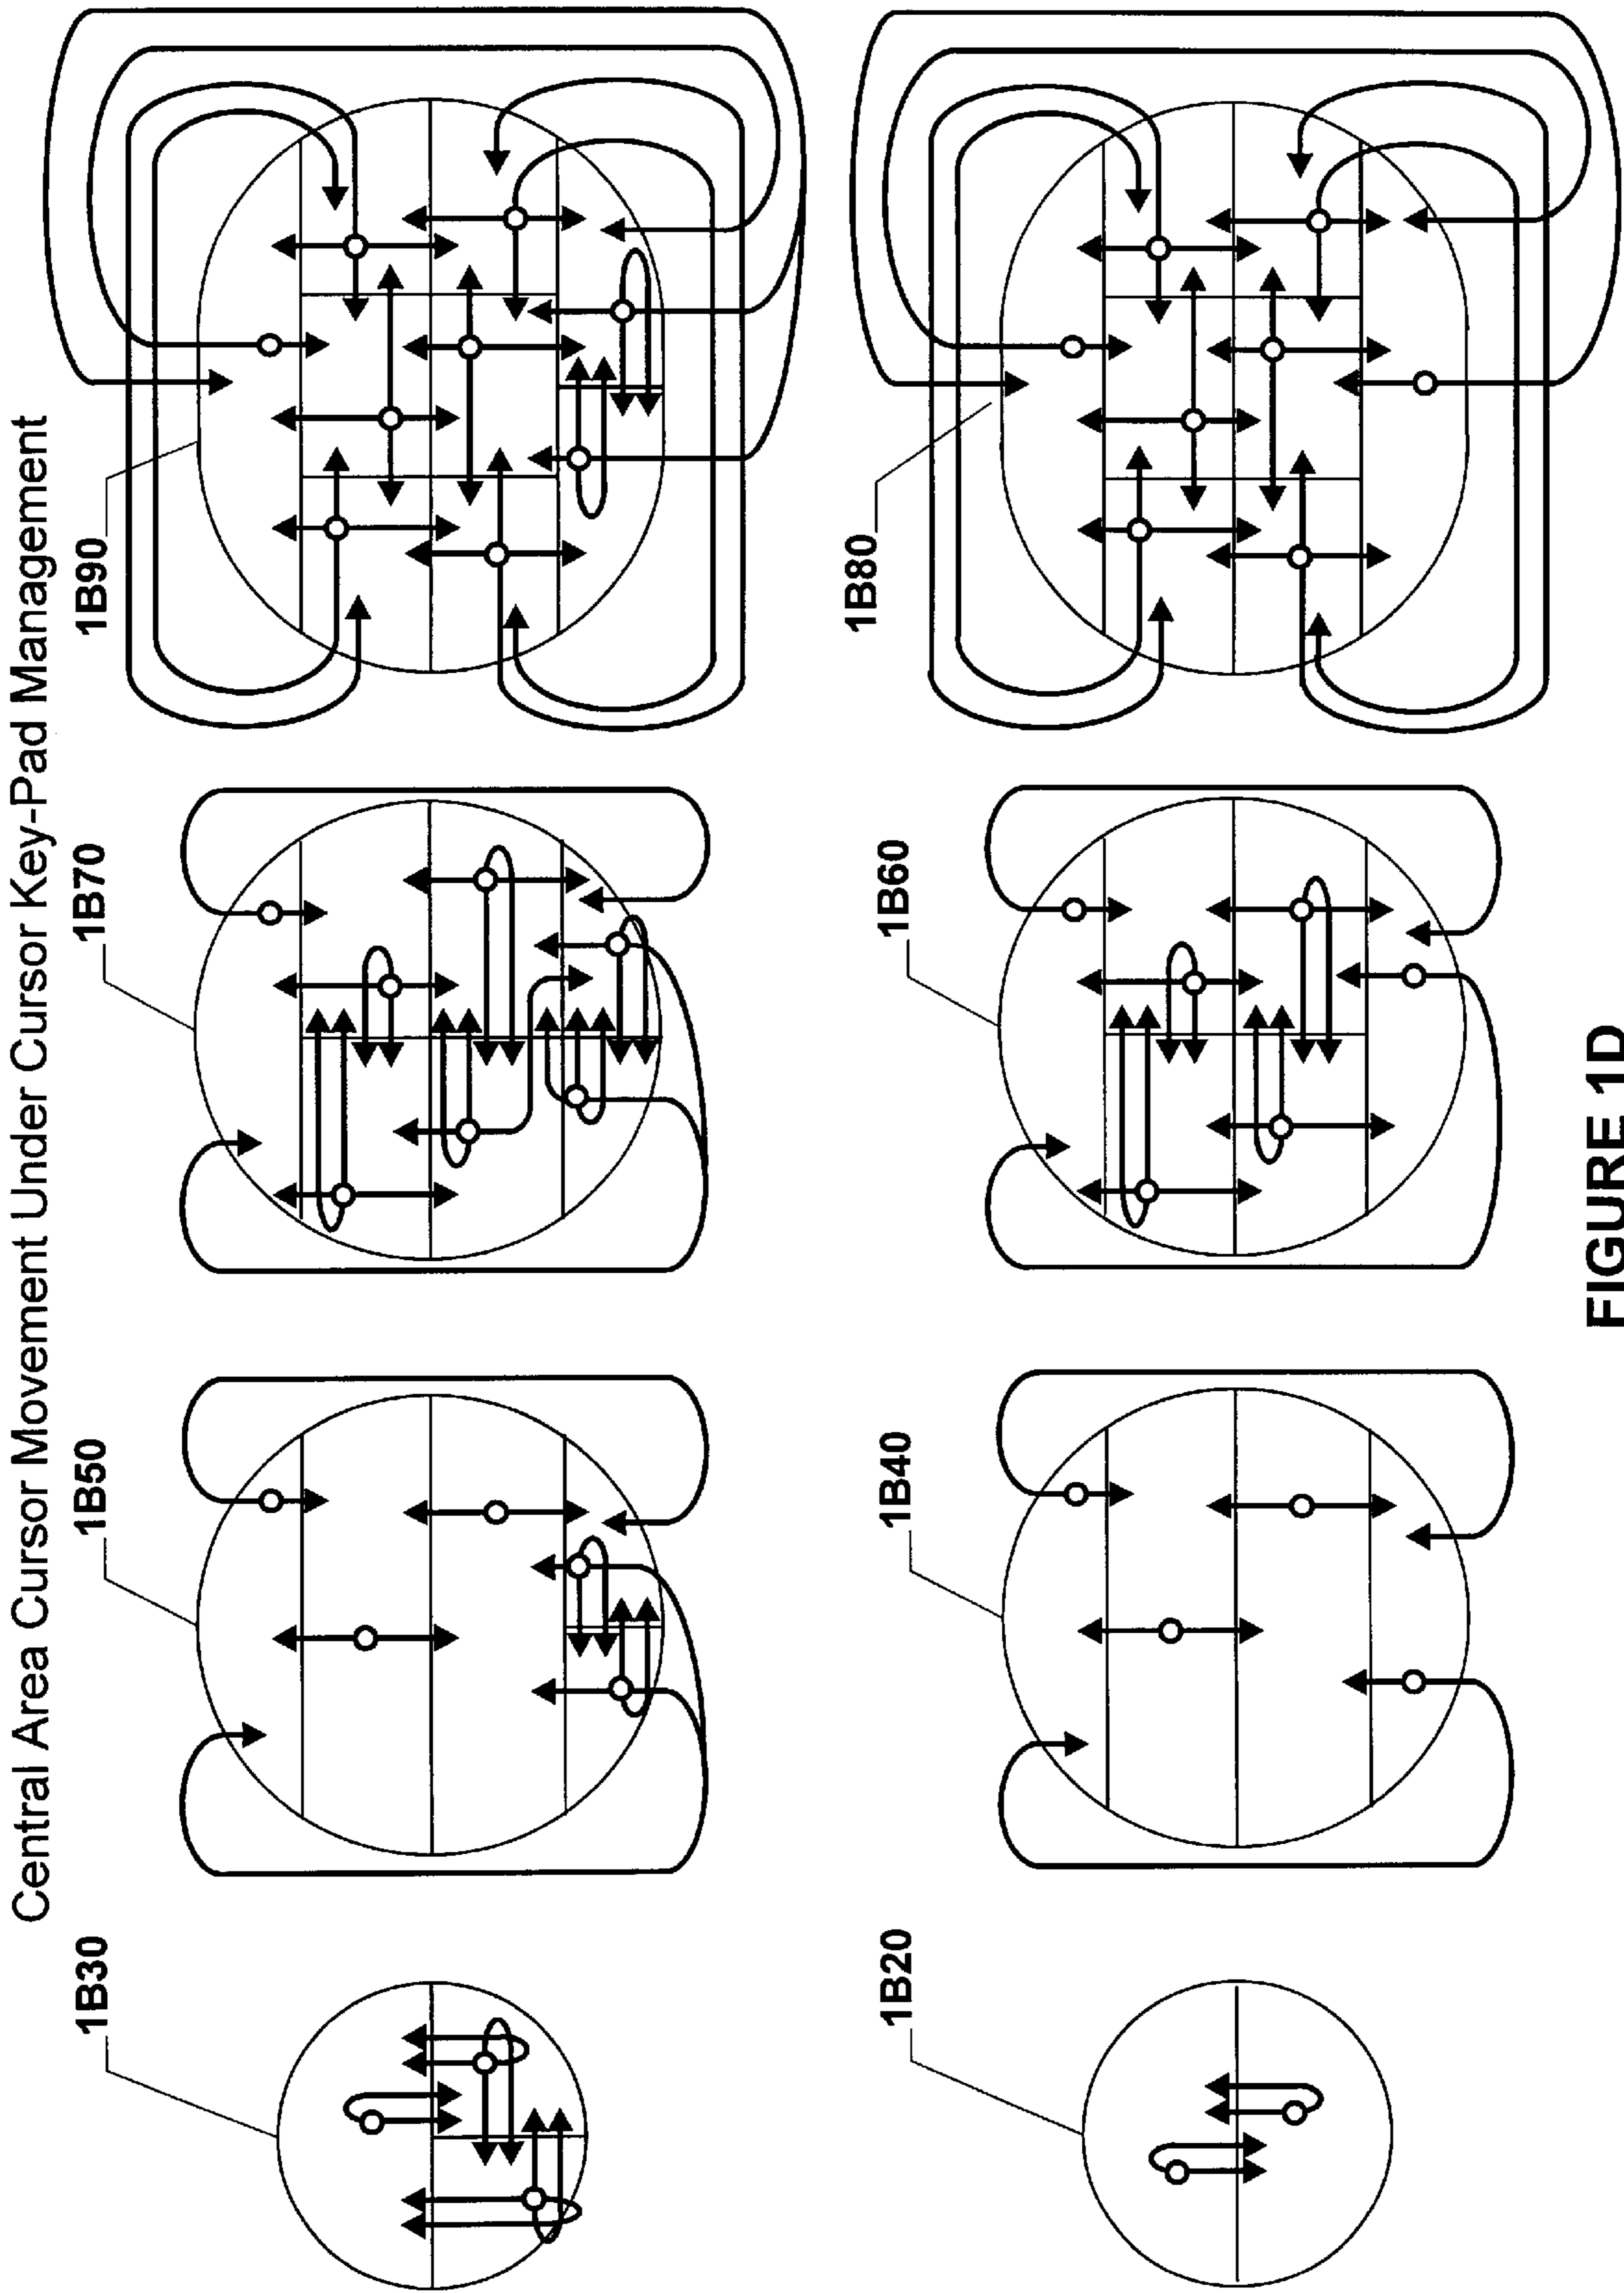 Central Area Cursor Movement Under Cursor Key-Pad Management
1B30
1B50
1B70
1B90
1B20
1B40
1B60
1B80
FIGURE 1D